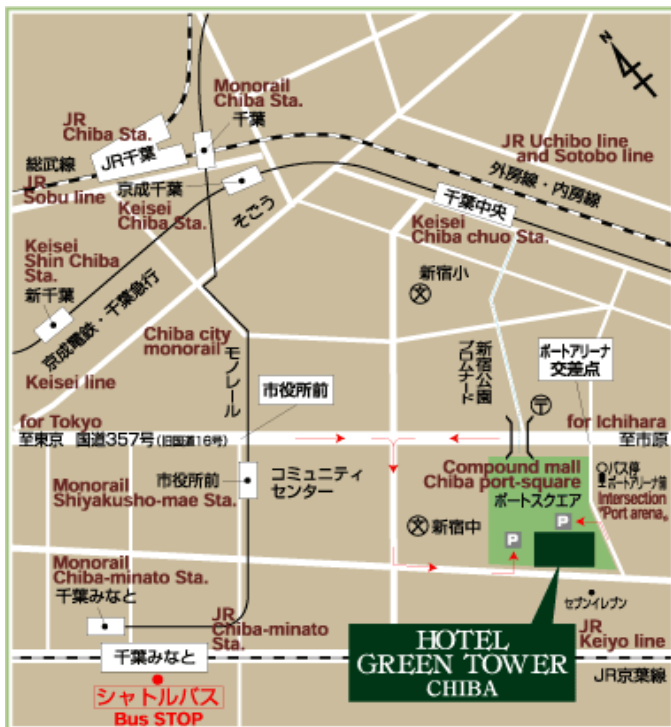 N
Monorail
Chiba Sta.
千葉
JR
Chiba Sta.
JR千葉
総武線
JR
Sobu line
京成千葉
Keisei
Chiba Sta.
そごう
JR Uchibo line
and Sotobo line
外房線・内房線
千葉中央
Keisei
Chiba chuo Sta.
Keisei
Shin Chiba
Sta.
新千葉
京成電鉄・千葉急行
Keisei line
新宿小
文
Chiba city
monorail
モノレール
新宿公園
プロムナード
ポートアリーナ
交差点
市役所前
〒
for Tokyo
至東京 国道357号(旧国道16号)
for Ichihara
至市原
市役所前
Monorail
Shiyakusho-mae Sta.
コミュニティ
センター
Compound mall
Chiba port-square
ポートスクエア
バス停
ポートアリーナ前
Intersection
"Port arena"
文 新宿中
P
P
Monorail
Chiba-minato Sta.
千葉みなと
セブンイレブン
JR
Chiba-minato
Sta.
千葉みなと
HOTEL
GREEN TOWER
CHIBA
JR
Keiyo line
JR京葉線
シャトルバス
Bus STOP